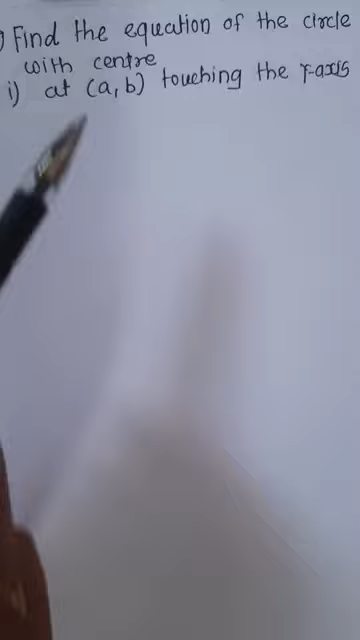 ) Find the equation of the circle
with centre
i) at (a, b) touching the Y-axis